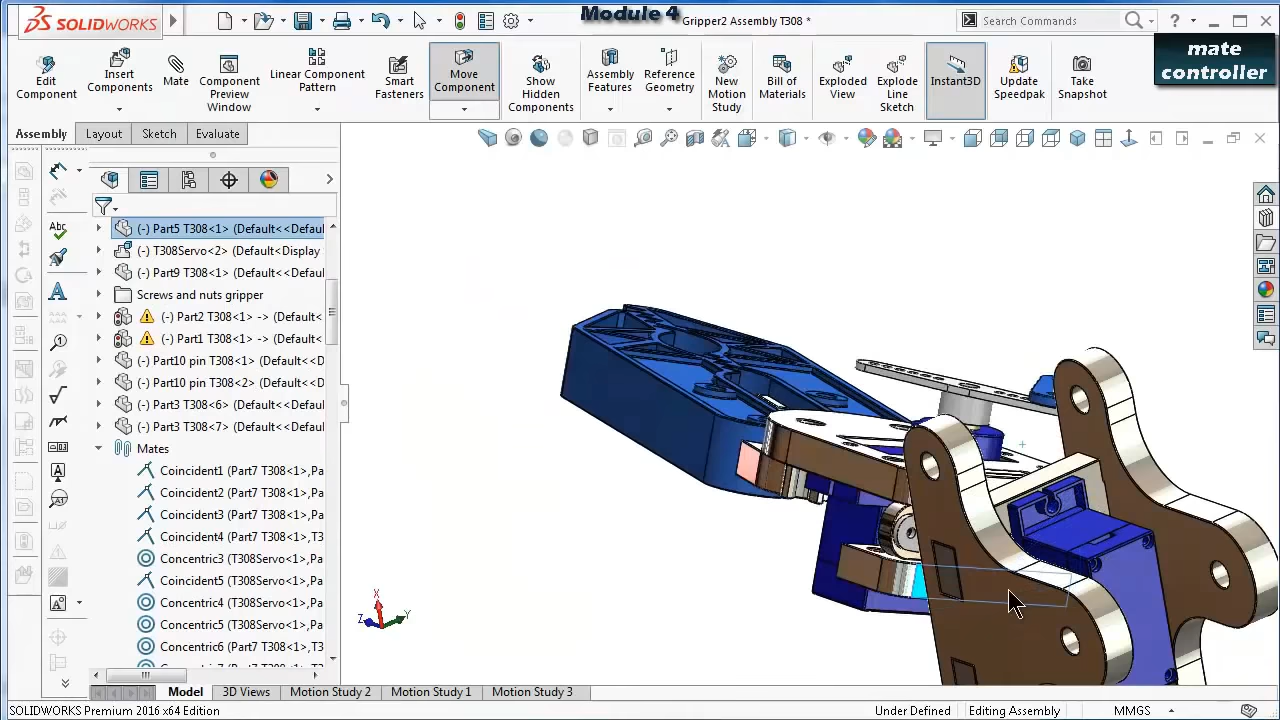 SOLIDWORKS
Module 4
Gripper2 Assembly T308 *
Search Commands
mate
controller
Edit
Component
Insert
Components
Mate
Component
Preview
Window
Linear Component
Pattern
Smart
Fasteners
Move
Component
Show
Hidden
Components
Assembly
Features
Reference
Geometry
New
Motion
Study
Bill of
Materials
Exploded
View
Explode
Line
Sketch
Instant3D
Update
Speedpak
Take
Snapshot
Assembly
Layout
Sketch
Evaluate
(-) Part5 T308<1> (Default<<Defaul
(-) T308Servo<2> (Default<Display
(-) Part9 T308<1> (Default<<Defaul
Screws and nuts gripper
(-) Part2 T308<1> -> (Default<
(-) Part1 T308<1> -> (Default<
(-) Part10 pin T308<1> (Default<<D
(-) Part10 pin T308<2> (Default<<D
(-) Part3 T308<6> (Default<<Defaul
(-) Part3 T308<7> (Default<<Defaul
Mates
Coincident1 (Part7 T308<1>,Pa
Coincident2 (Part7 T308<1>,Pa
Coincident3 (Part7 T308<1>,Pa
Coincident4 (Part7 T308<1>,T3
Concentric3 (T308Servo<1>,Pa
Coincident5 (T308Servo<1>,Pa
Concentric4 (T308Servo<1>,Pa
Concentric5 (T308Servo<1>,Pa
Concentric6 (Part7 T308<1>,T3
X
Y
Z
Model
3D Views
Motion Study 2
Motion Study 1
Motion Study 3
SOLIDWORKS Premium 2016 x64 Edition
Under Defined
Editing Assembly
MMGS